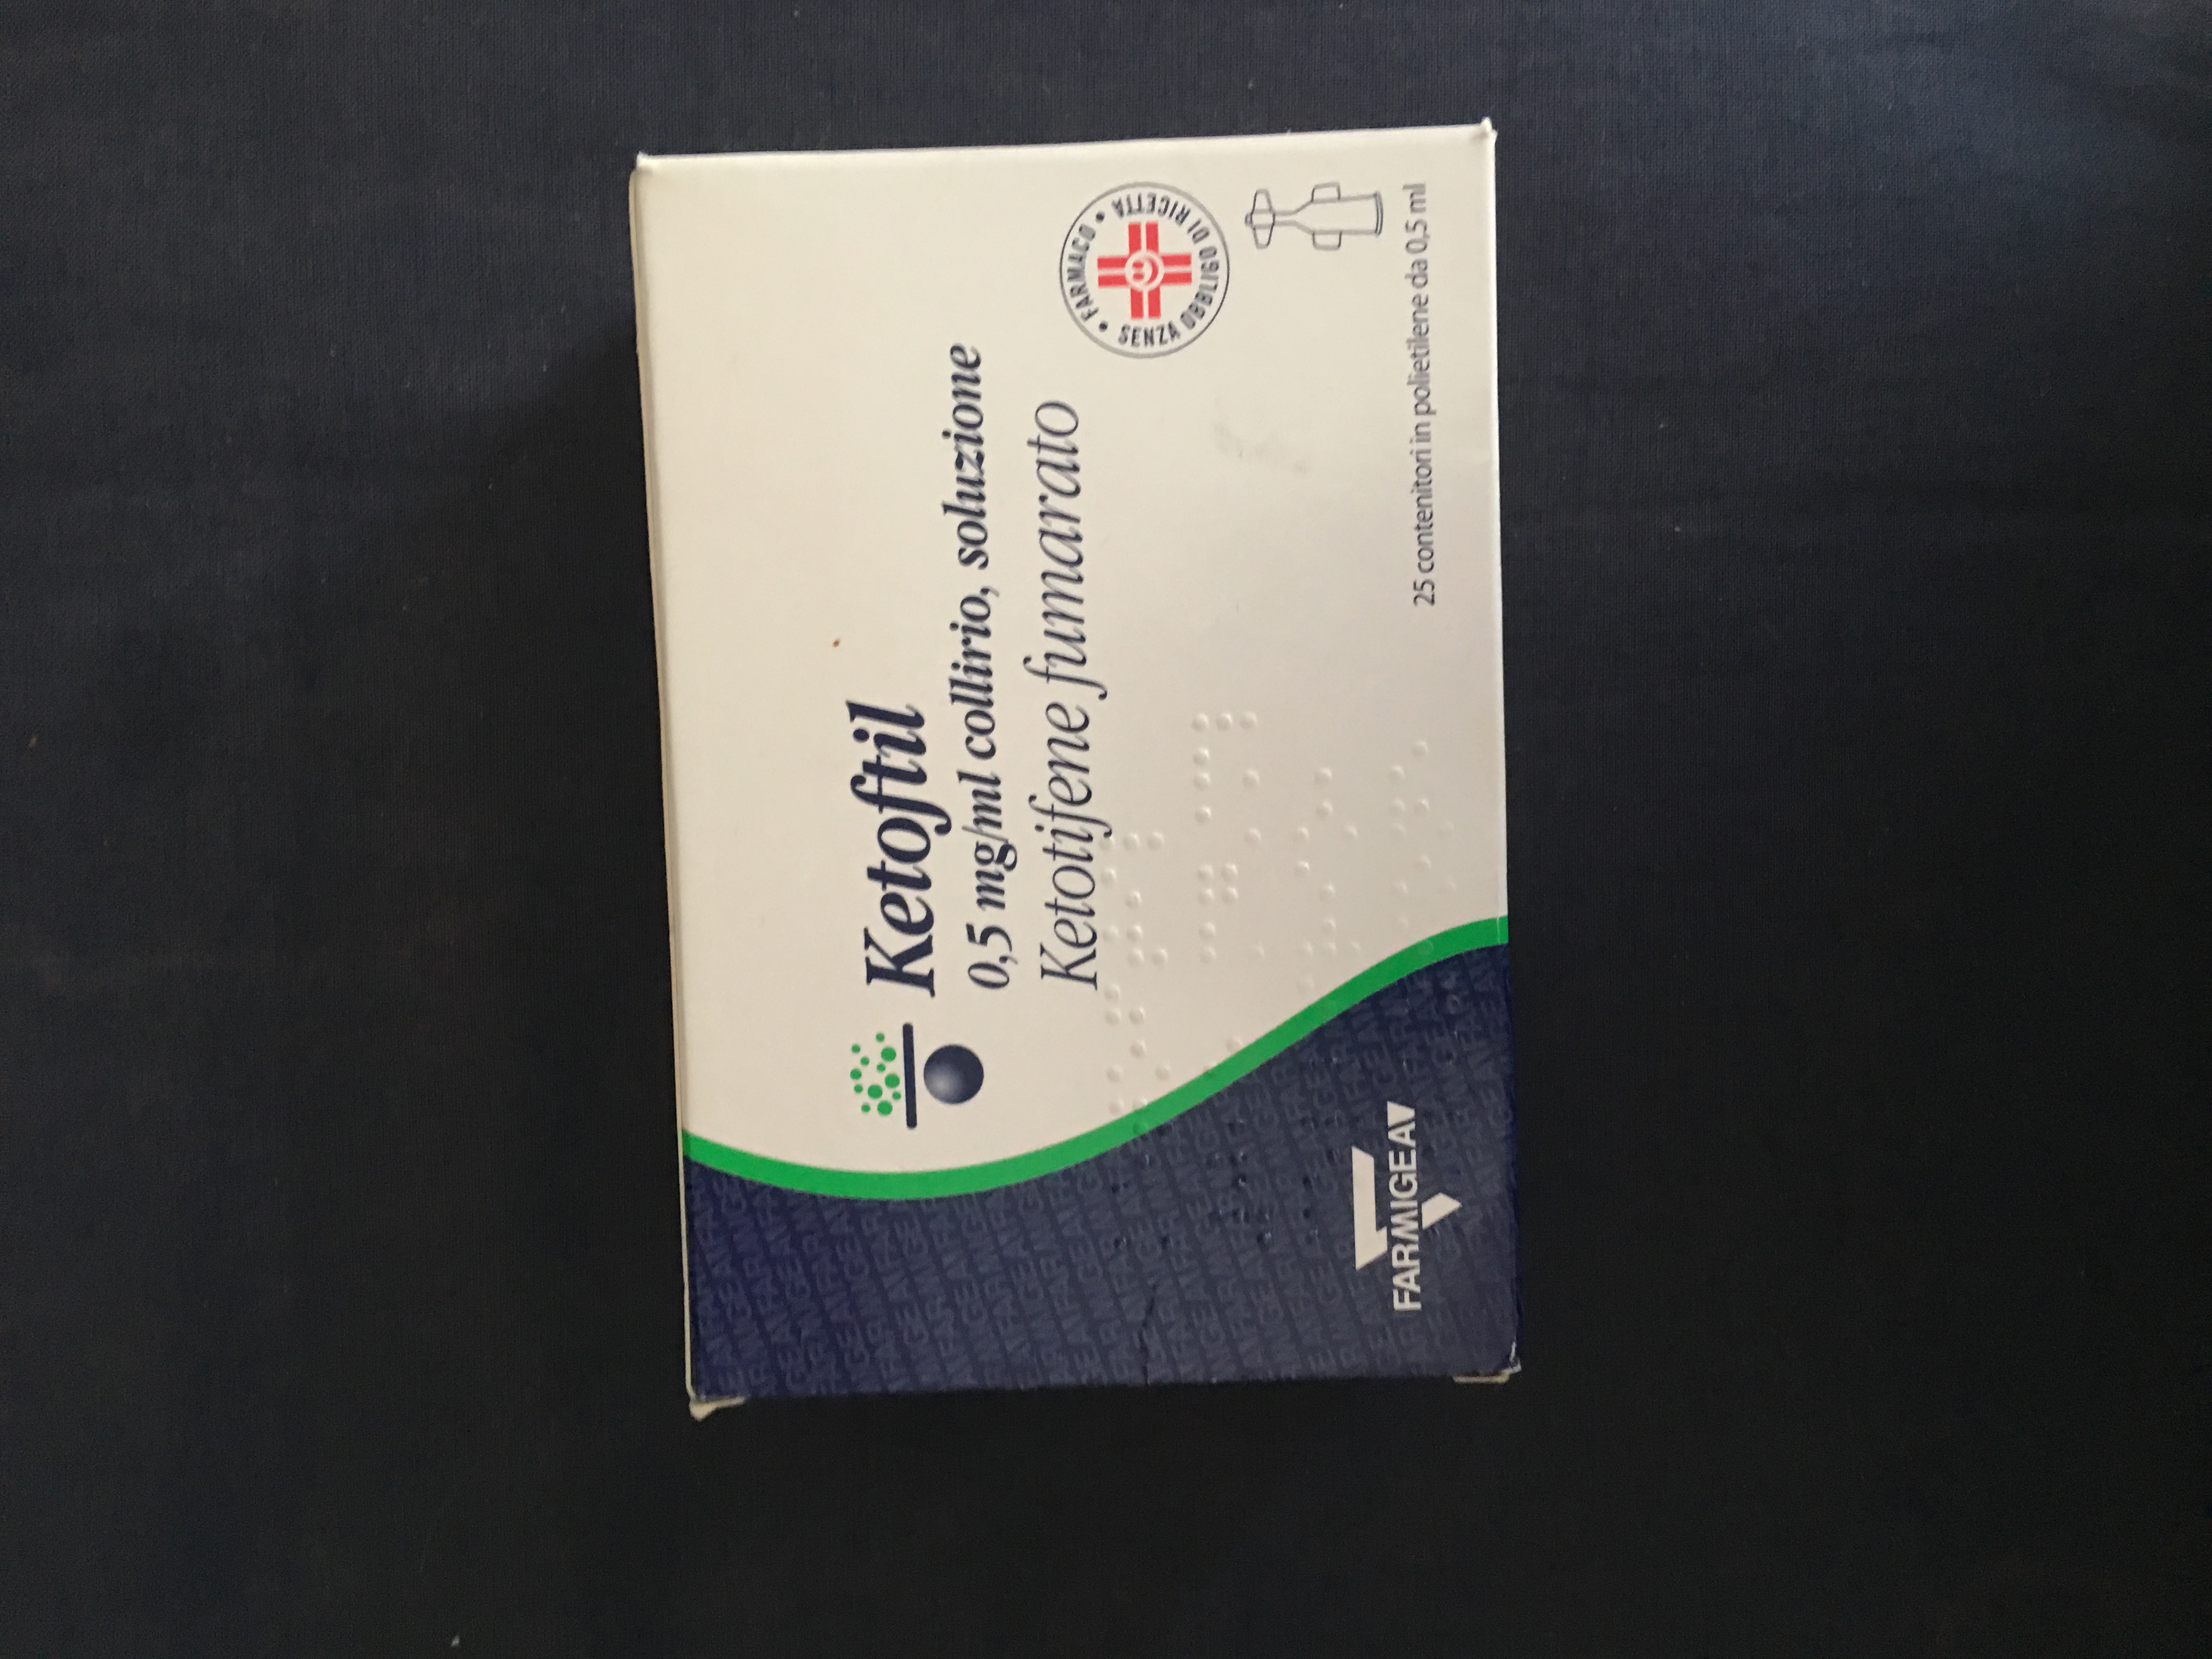 Ketoftil
0,5 mg/ml collirio, soluzione
Ketotifene fumarato
• FARMACO •
SENZA OBBLIGO DI RICETTA
FARMIGEA
25 contenitori in polietilene da 0,5 ml